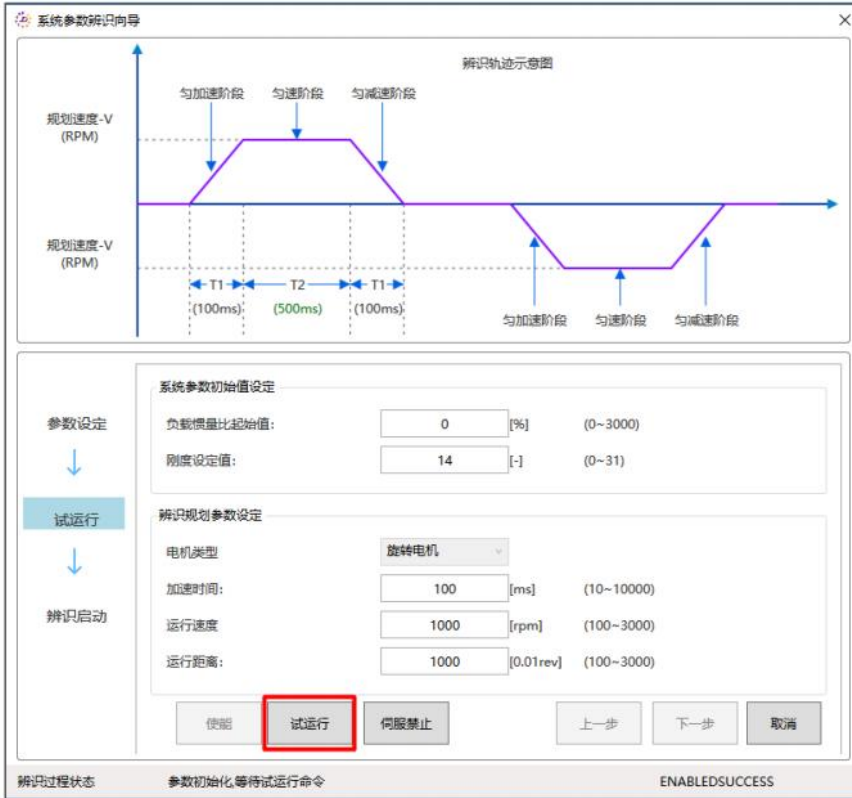 系统参数辨识向导
辨识轨迹示意图
匀加速阶段 匀速阶段 匀减速阶段
规划速度-V
(RPM)
规划速度-V
(RPM)
T1 T2 T1
(100ms) (500ms) (100ms)
匀加速阶段 匀速阶段 匀减速阶段
参数设定
试运行
辨识启动
系统参数初始值设定
负载惯量比起始值: 0 [%] (0~3000)
刚度设定值: 14 [-] (0~31)
辨识规划参数设定
电机类型 旋转电机
加速时间: 100 [ms] (10~10000)
运行速度 1000 [rpm] (100~3000)
运行距离: 1000 [0.01rev] (100~3000)
使能 试运行 伺服禁止 上一步 下一步 取消
辨识过程状态 参数初始化,等待试运行命令 ENABLEDSUCCESS